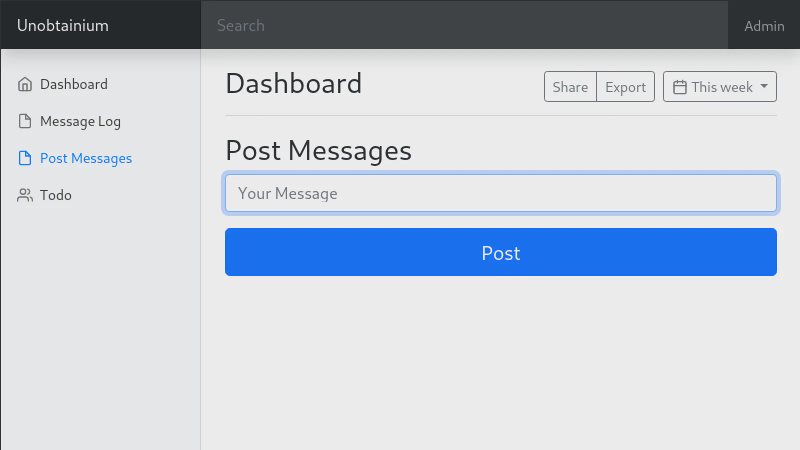 Unobtainium
Search
Admin
Dashboard
Message Log
Post Messages
Todo
Dashboard
Share
Export
This week
Post Messages
Your Message
Post